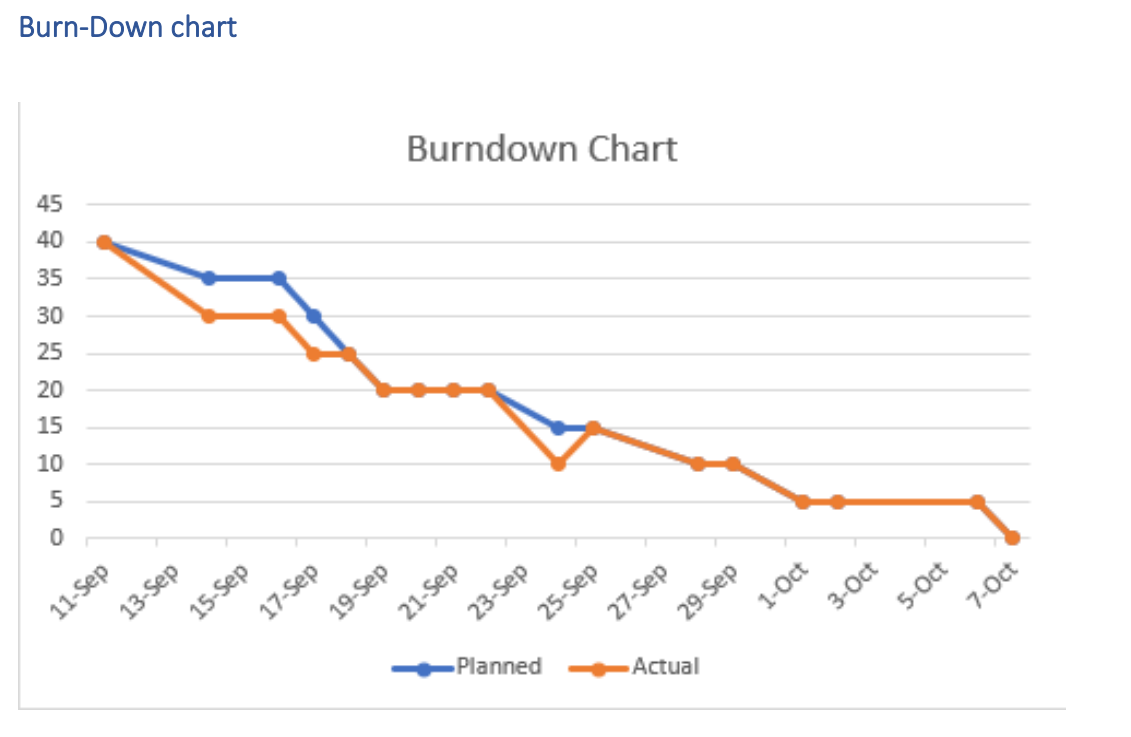 Burn-Down chart
Burndown Chart
45
40
35
30
25
20
15
10
5
0
11-Sep
13-Sep
15-Sep
17-Sep
19-Sep
21-Sep
23-Sep
25-Sep
27-Sep
29-Sep
1-Oct
3-Oct
5-Oct
7-Oct
Planned
Actual